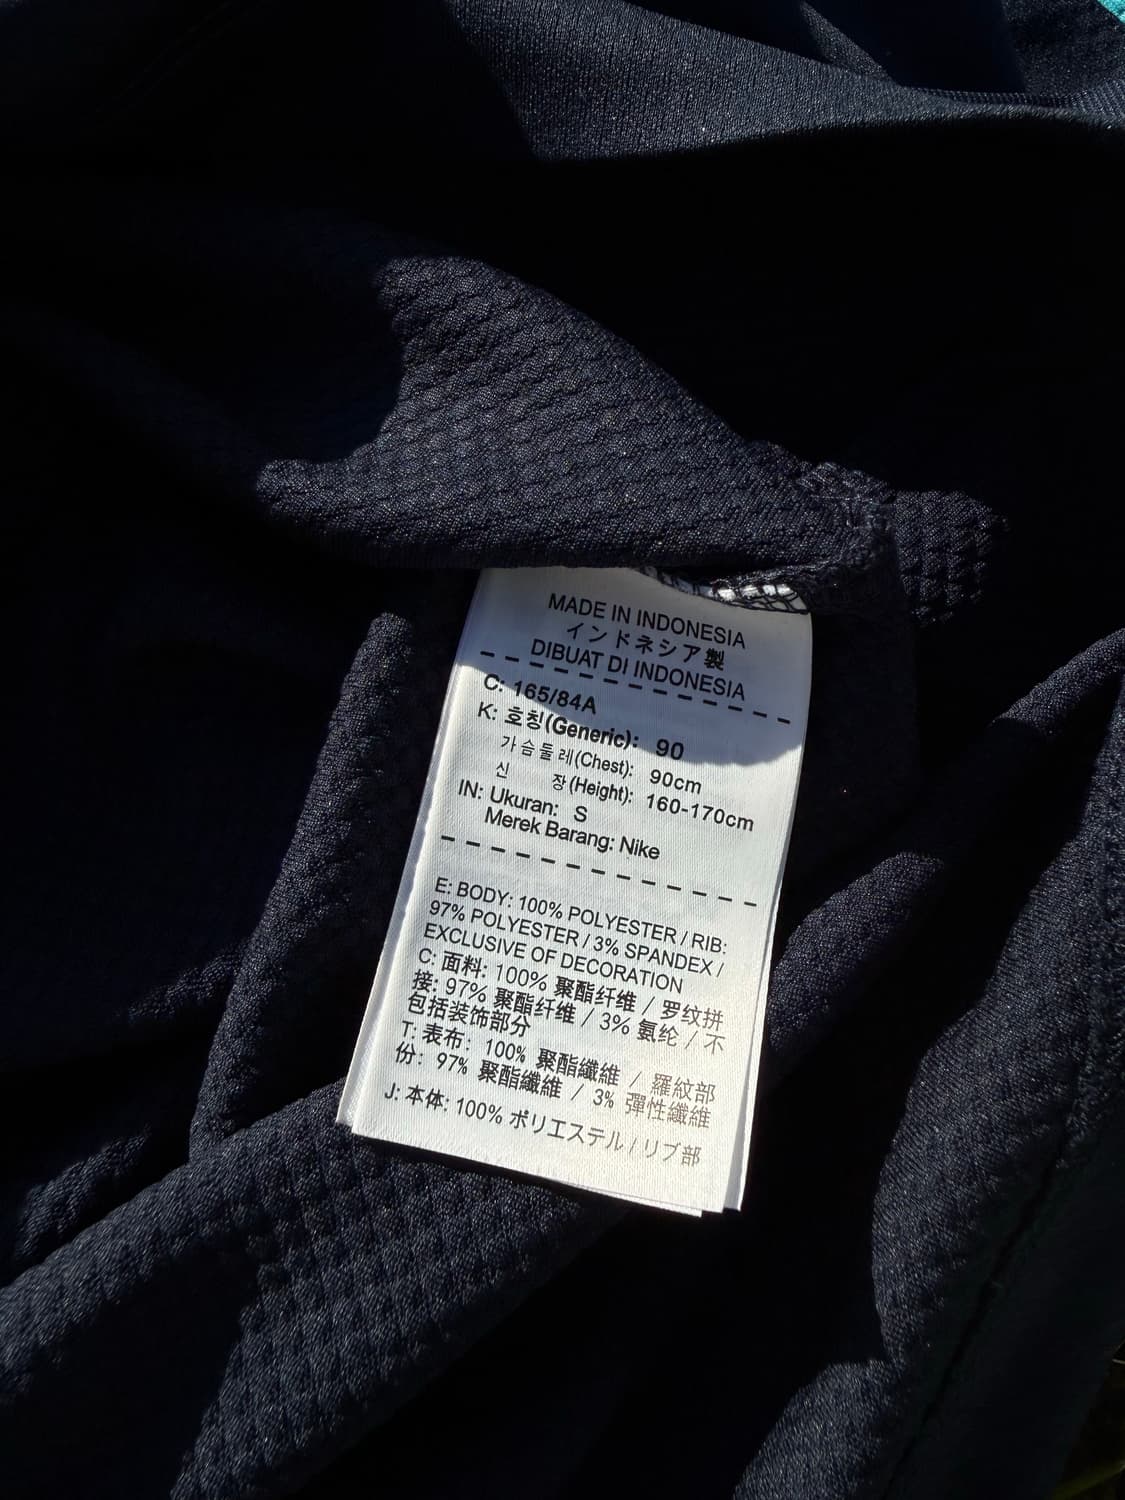 MADE IN INDONESIA
インドネシア製
DIBUAT DI INDONESIA
C: 165/84A
K: 호칭(Generic): 90
가슴둘레(Chest): 90cm
신 장(Height): 160-170cm
IN: Ukuran: S
Merek Barang: Nike
E: BODY: 100% POLYESTER / RIB:
97% POLYESTER / 3% SPANDEX /
EXCLUSIVE OF DECORATION
C: 面料: 100% 聚酯纤维 / 罗纹拼
接: 97% 聚酯纤维 / 3% 氨纶 / 不
包括装饰部分
T: 表布: 100% 聚酯纖維 / 羅紋部
份: 97% 聚酯纖維 / 3% 彈性纖維
J: 本体: 100% ポリエステル / リブ部